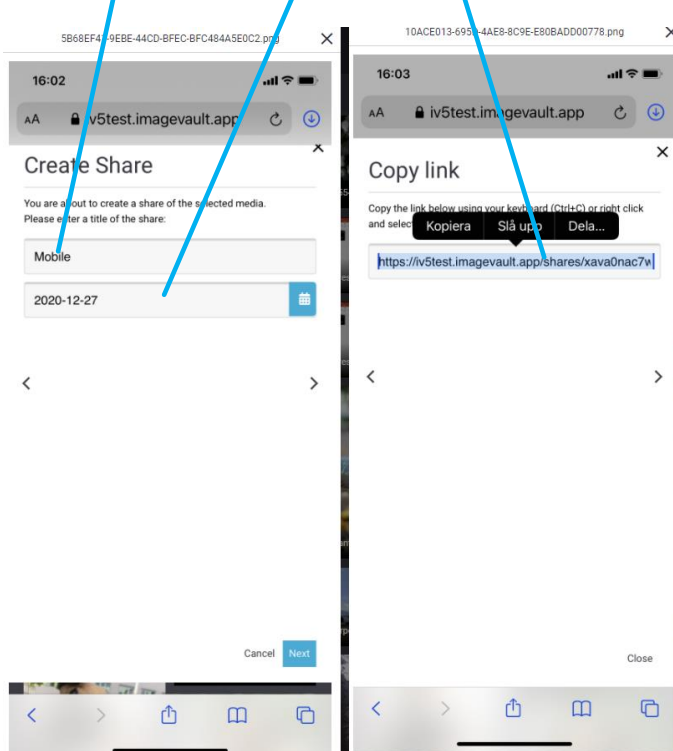 5B68EF4
-9EBE-44CD-BFEC-BFC484A5E0C2.png
16:02
AA
iv5test.imagevault.app
Create Share
You are about to create a share of the selected media.
Please enter a title of the share:
Mobile
2020-12-27
Cancel Next
10ACE013-695
-4AE8-8C9E-E80BADD00778.png
16:03
AA iv5test.imagevault.app
Copy link
Copy the link below using your keyboard (Ctrl+C) or right click
and selec
Kopiera Slå upp Dela...
https://iv5test.imagevault.app/shares/xava0nac7w
Close